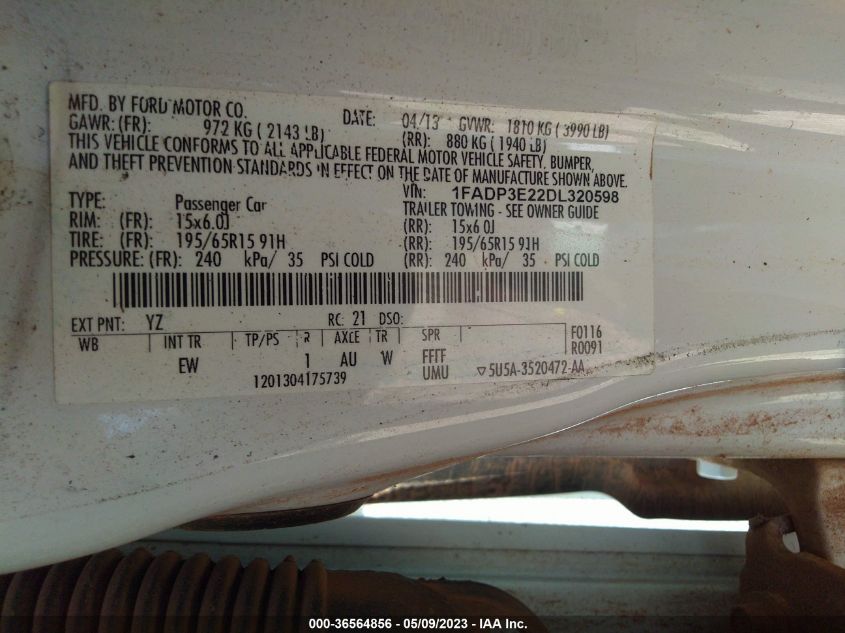 MFD. BY FORD MOTOR CO.
DATE: 04/13 GVWR: 1810 KG ( 3990 LB)
GAWR: (FR): 972 KG ( 2143 LB) (RR): 880 KG ( 1940 LB)
THIS VEHICLE CONFORMS TO ALL APPLICABLE FEDERAL MOTOR VEHICLE SAFETY, BUMPER,
AND THEFT PREVENTION STANDARDS IN EFFECT ON THE DATE OF MANUFACTURE SHOWN ABOVE.
VIN: 1FADP3E22DL320598
TYPE: Passenger Car TRAILER TOWING - SEE OWNER GUIDE
RIM: (FR): 15x6.0J (RR): 15x6.0J
TIRE: (FR): 195/65R15 91H (RR): 195/65R15 91H
PRESSURE: (FR): 240 kPa/ 35 PSI COLD (RR): 240 kPa/ 35 PSI COLD
EXT PNT: YZ RC: 21 DSO:
WB INT TR TP/PS R AXLE TR SPR F0116
R0091
EW 1 AU W FFFF
UMU
1201304175739
▽5U5A-3520472-AA
000-36564856 - 05/09/2023 - IAA Inc.